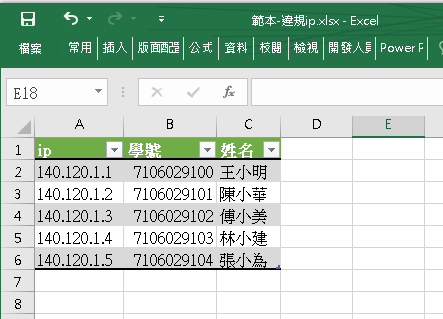 範本-違規ip.xlsx - Excel
檔案 常用 插入 版面配置 公式 資料 校閱 檢視 開發人員 Power P
E18 fx
A B C D E
1 ip 學號 姓名
2 140.120.1.1 7106029100 王小明
3 140.120.1.2 7106029101 陳小華
4 140.120.1.3 7106029102 傅小美
5 140.120.1.4 7106029103 林小建
6 140.120.1.5 7106029104 張小為
7
8